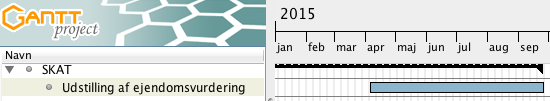 GANTT
project
2015
jan feb mar apr maj jun jul aug sep
Navn
SKAT
Udstilling af ejendomsvurdering